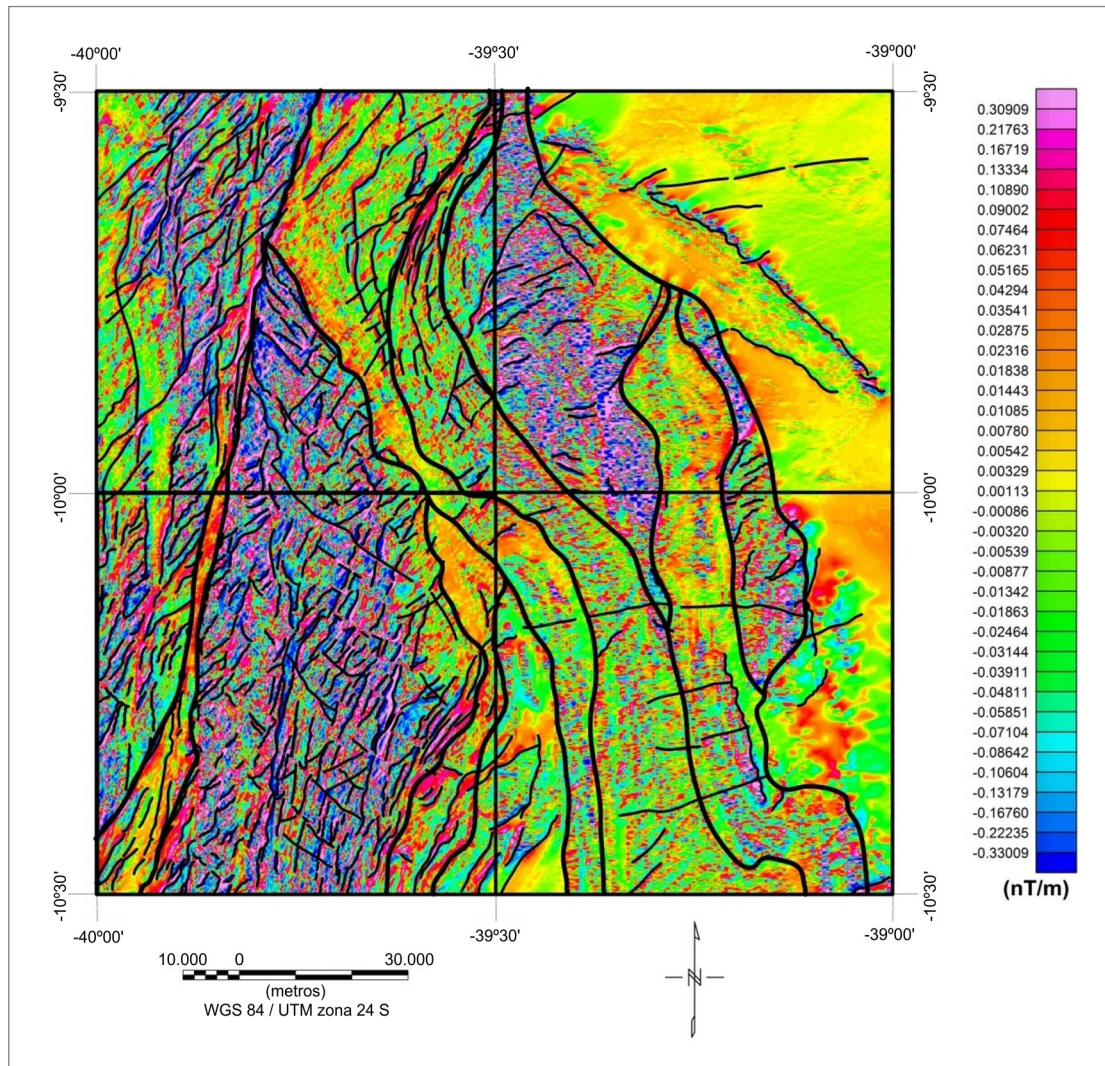 -40º00'
-39º30'
-39º00'
-9º30'
-9º30'
0.30909
0.21763
0.16719
0.13334
0.10890
0.09002
0.07464
0.06231
0.05165
0.04294
0.03541
0.02875
0.02316
0.01838
0.01443
0.01085
0.00780
0.00542
0.00329
0.00113
-0.00086
-0.00320
-0.00539
-0.00877
-0.01342
-0.01863
-0.02464
-0.03144
-0.03911
-0.04811
-0.05851
-0.07104
-0.08642
-0.10604
-0.13179
-0.16760
-0.22235
-0.33009
(nT/m)
-10º00'
-10º00'
-10º30'
-10º30'
-40º00'
-39º30'
-39º00'
10.000 0 30.000
(metros)
WGS 84 / UTM zona 24 S
N